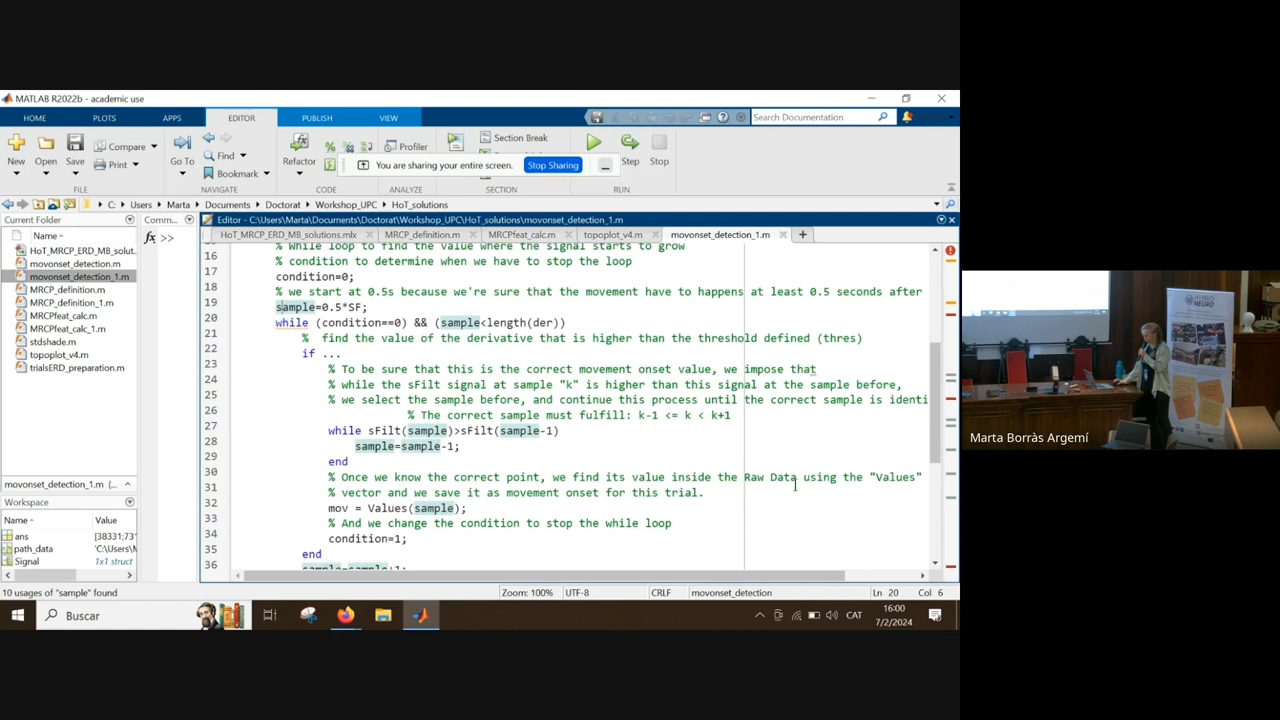 MATLAB R2022b - academic use
HOME PLOTS APPS EDITOR PUBLISH VIEW Search Documentation
New Open Save Compare Print Go To Find Bookmark Refactor Profiler Section Break Step Stop
You are sharing your entire screen. Stop Sharing
FILE NAVIGATE CODE ANALYZE SECTION RUN
C: Users Marta Documents Doctorat Workshop_UPC HoT_solutions
Current Folder
Name
HoT_MRCP_ERD_MB_solut...
movonset_detection.m
movonset_detection_1.m
MRCP_definition.m
MRCP_definition_1.m
MRCPfeat_calc.m
MRCPfeat_calc_1.m
stdshade.m
topoplot_v4.m
trialsERD_preparation.m
movonset_detection_1.m (...
Workspace
Name Value
ans [38331;731
path_data 'C:\Users\M
Signal 1x1 struct
Comm...
fx >>
Editor - C:\Users\Marta\Documents\Doctorat\Workshop_UPC\HoT_solutions\movonset_detection_1.m
HoT_MRCP_ERD_MB_solutions.mlx MRCP_definition.m MRCPfeat_calc.m topoplot_v4.m movonset_detection_1.m
% While loop to find the value where the signal starts to grow
16
% condition to determine when we have to stop the loop
17
condition=0;
18
% we start at 0.5s because we're sure that the movement have to happens at least 0.5 seconds after
19
sample=0.5*SF;
20
while (condition==0) && (sample<length(der))
21
% find the value of the derivative that is higher than the threshold defined (thres)
22
if ...
23
% To be sure that this is the correct movement onset value, we impose that
24
% while the sFilt signal at sample "k" is higher than this signal at the sample before,
25
% we select the sample before, and continue this process until the correct sample is identi
26
% The correct sample must fulfill: k-1 <= k < k+1
27
while sFilt(sample)>sFilt(sample-1)
28
sample=sample-1;
29
end
30
% Once we know the correct point, we find its value inside the Raw Data using the "Values"
31
% vector and we save it as movement onset for this trial.
32
mov = Values(sample);
33
% And we change the condition to stop the while loop
34
condition=1;
35
end
36
sample=sample+1;
10 usages of "sample" found Zoom: 100% UTF-8 CRLF movonset_detection Ln 20 Col 6
Buscar CAT 16:00
7/2/2024
Marta Borràs Argemí